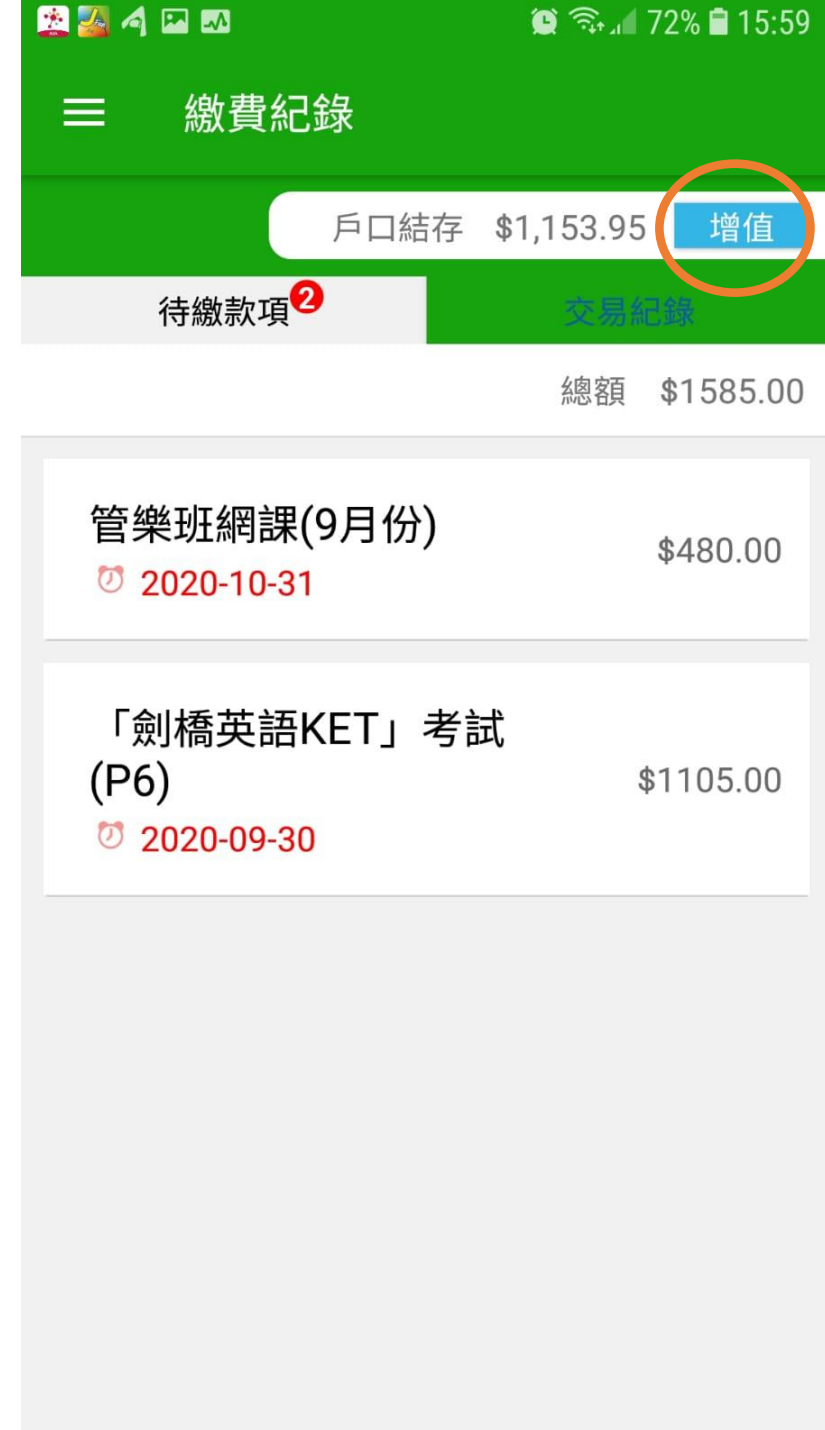 72% 15:59
繳費紀錄
戶口結存 $1,153.95 增值
待繳款項 2 交易紀錄
總額 $1585.00
管樂班網課(9月份)
$480.00
2020-10-31
「劍橋英語KET」考試
(P6)
$1105.00
2020-09-30